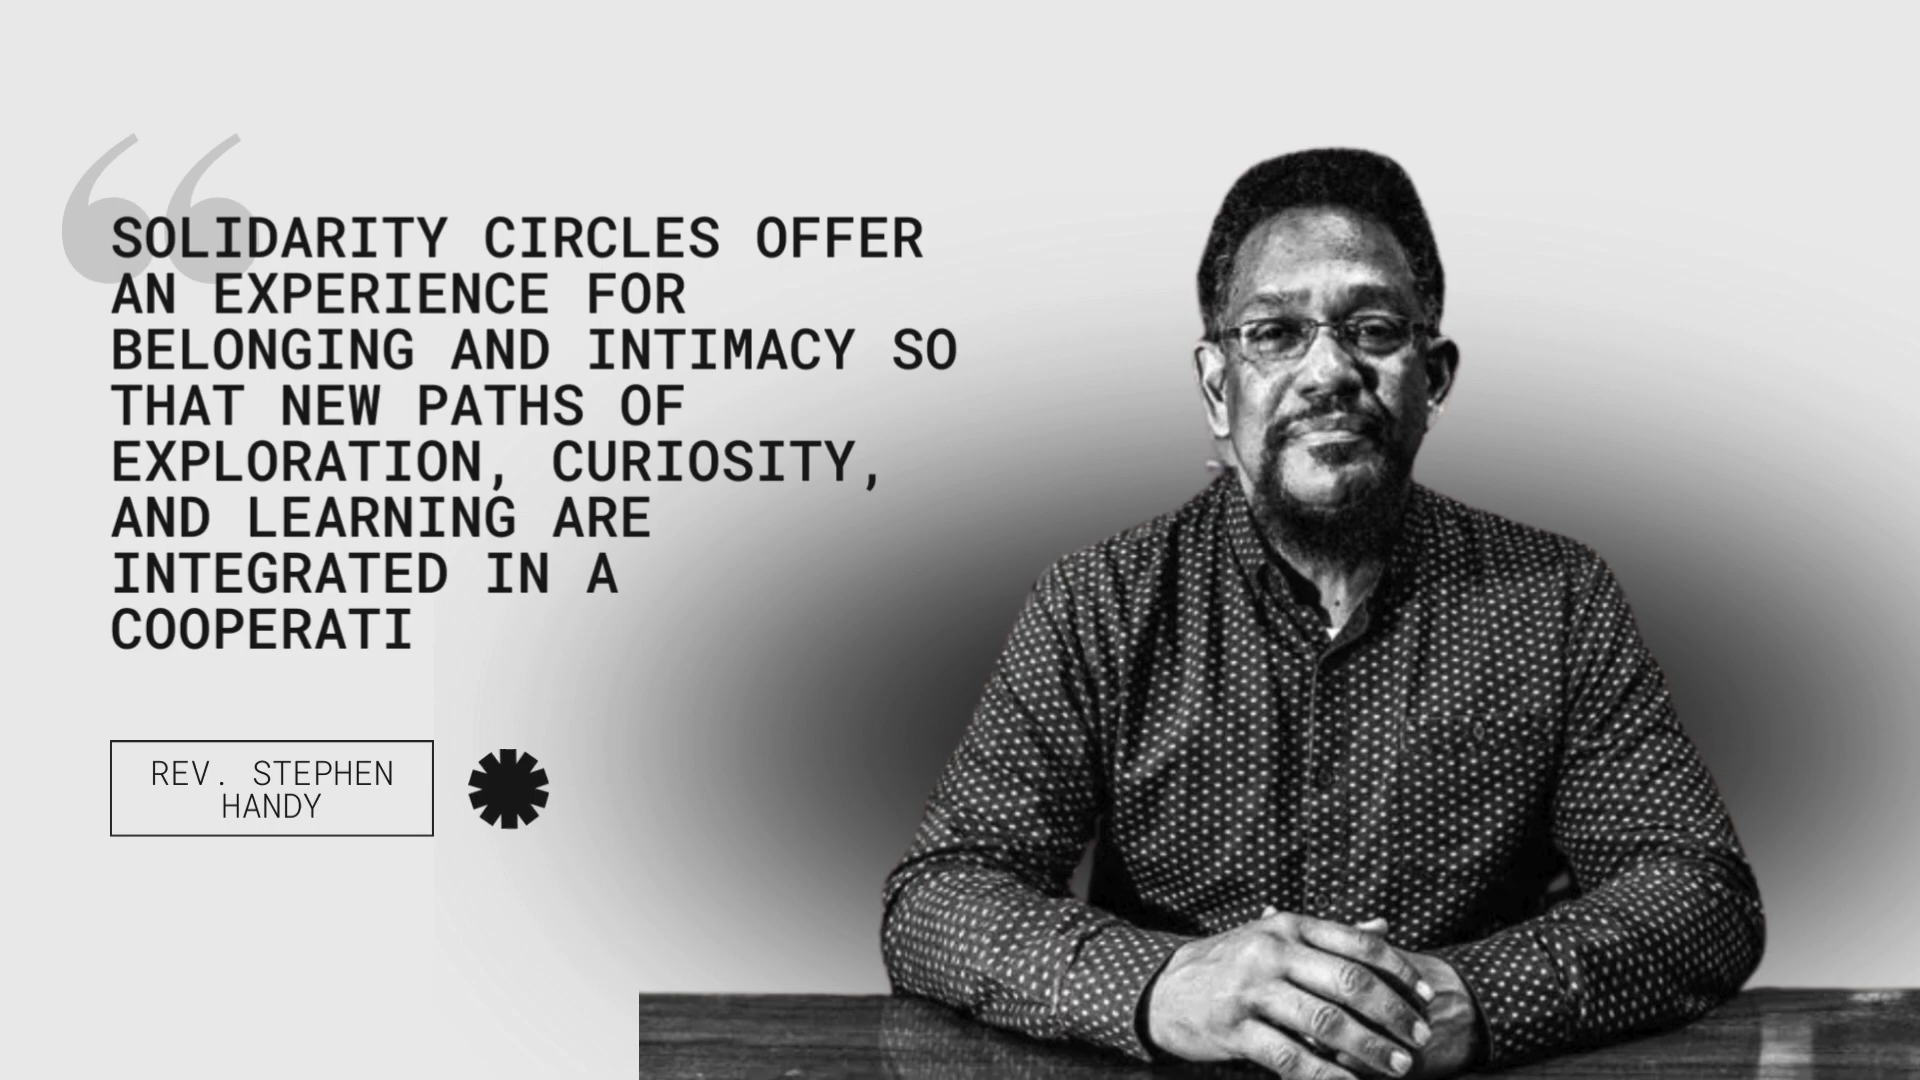 SOLIDARITY CIRCLES OFFER
AN EXPERIENCE FOR
BELONGING AND INTIMACY SO
THAT NEW PATHS OF
EXPLORATION, CURIOSITY,
AND LEARNING ARE
INTEGRATED IN A
COOPERATI
REV. STEPHEN
HANDY